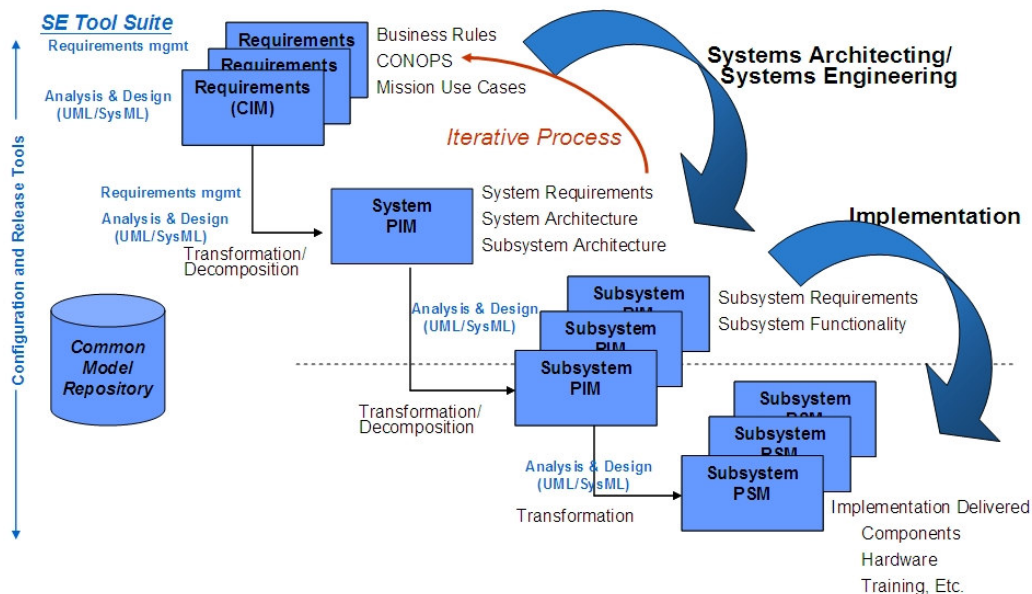 SE Tool Suite
Requirements mgmt
Requirements
Requirements
Requirements
(CIM)
Business Rules
CONOPS
Mission Use Cases
Analysis & Design
(UML/SysML)
Systems Architecting/
Systems Engineering
Iterative Process
Configuration and Release Tools
Requirements mgmt
Analysis & Design
(UML/SysML)
Transformation/
Decomposition
System
PIM
System Requirements
System Architecture
Subsystem Architecture
Implementation
Common
Model
Repository
Analysis & Design
(UML/SysML)
Subsystem
PIM
Subsystem
PIM
Subsystem
PIM
Subsystem Requirements
Subsystem Functionality
Transformation/
Decomposition
Analysis & Design
(UML/SysML)
Transformation
Subsystem
PSM
Subsystem
PSM
Subsystem
PSM
Implementation Delivered
Components
Hardware
Training, Etc.